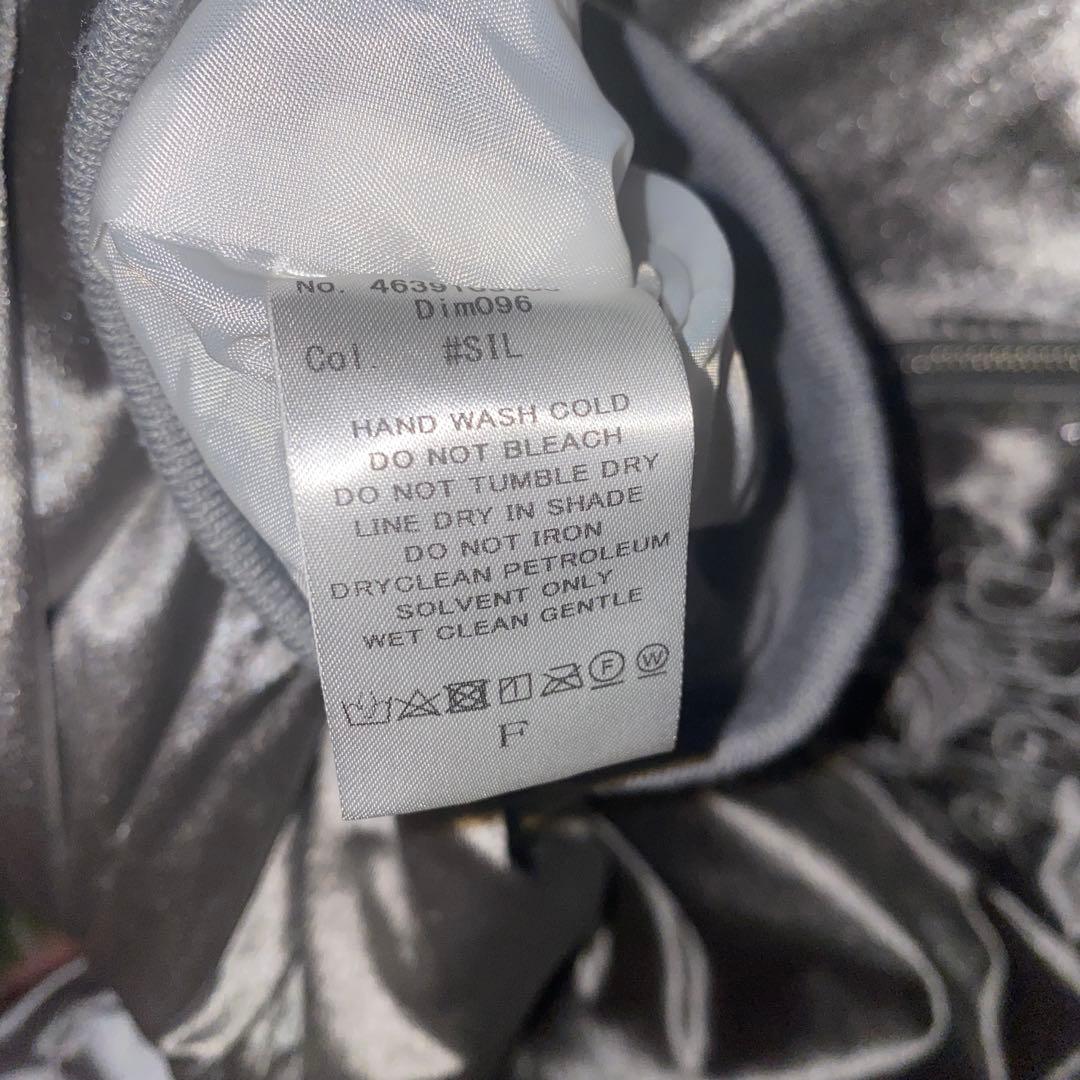 No.
Dim096
Col #SIL
HAND WASH COLD
DO NOT BLEACH
DO NOT TUMBLE DRY
LINE DRY IN SHADE
DO NOT IRON
DRYCLEAN PETROLEUM
SOLVENT ONLY
WET CLEAN GENTLE
F W
F